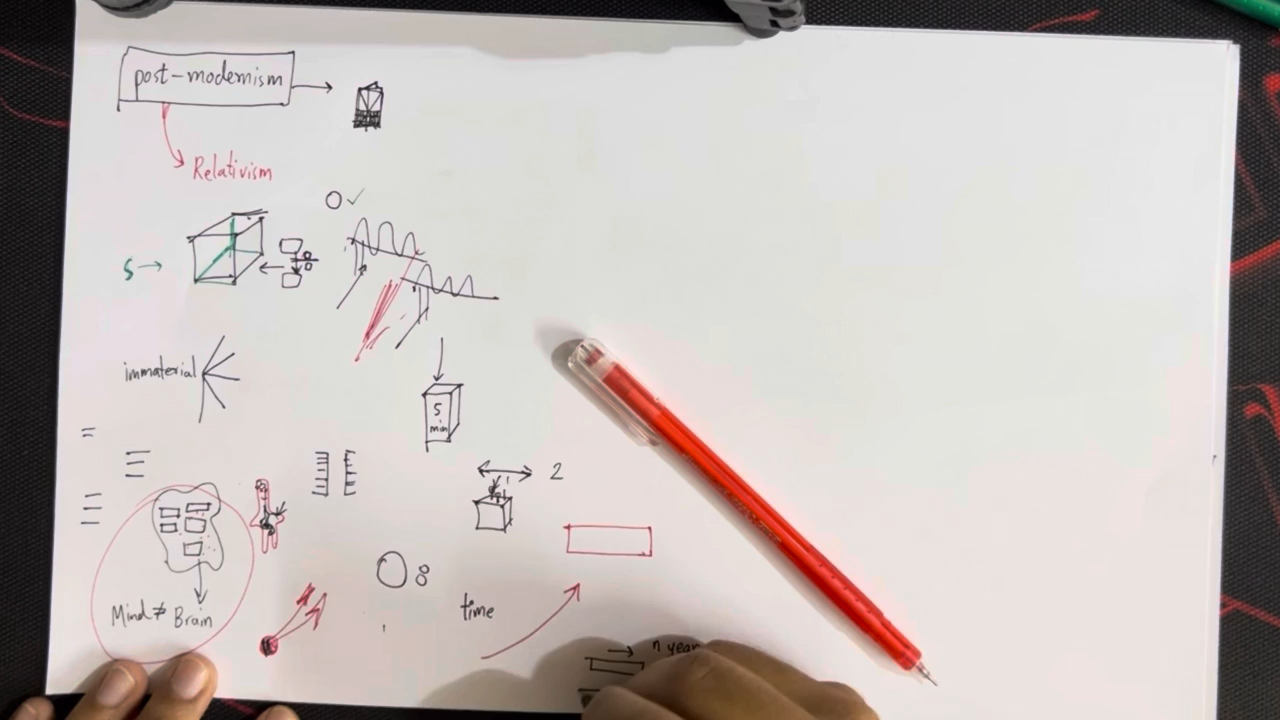 post-modernism
Relativism
S
immaterial
5
min
2
Mind ≠ Brain
time
n year